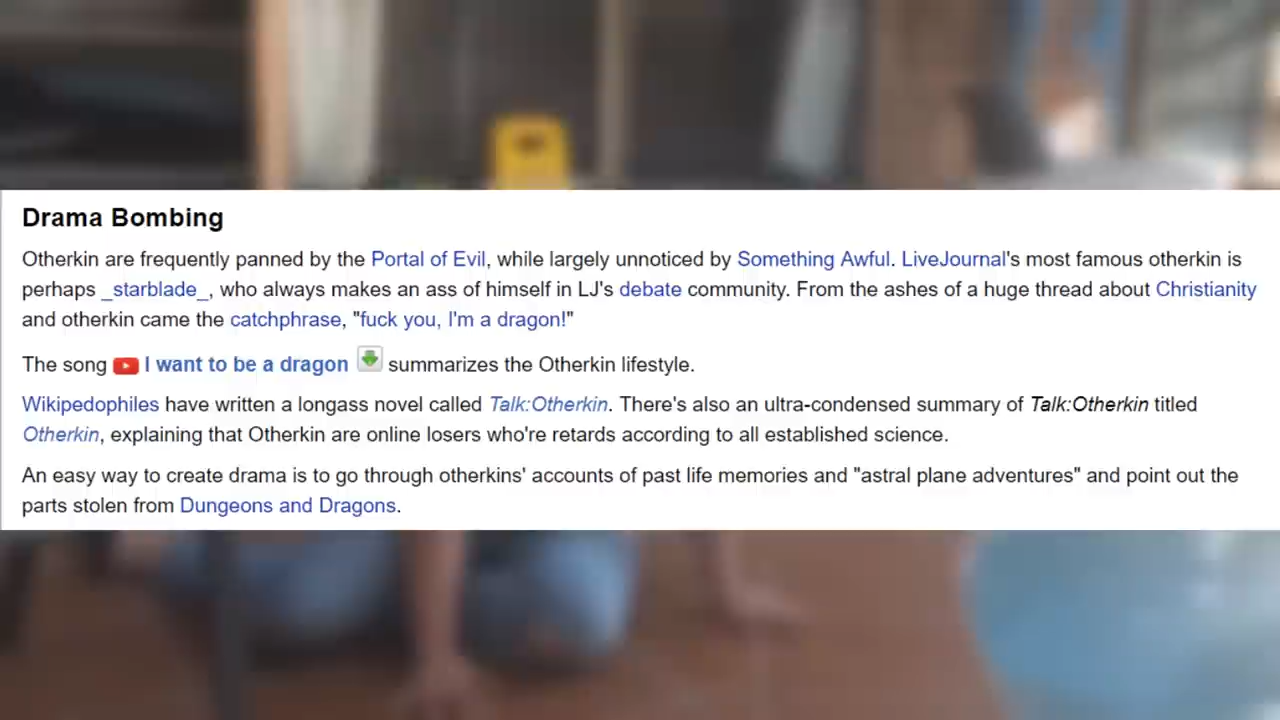 Drama Bombing
Otherkin are frequently panned by the Portal of Evil, while largely unnoticed by Something Awful. LiveJournal's most famous otherkin is
perhaps _starblade_, who always makes an ass of himself in LJ's debate community. From the ashes of a huge thread about Christianity
and otherkin came the catchphrase, "fuck you, I'm a dragon!"
The song I want to be a dragon summarizes the Otherkin lifestyle.
Wikipedophiles have written a longass novel called Talk:Otherkin. There's also an ultra-condensed summary of Talk:Otherkin titled
Otherkin, explaining that Otherkin are online losers who're retards according to all established science.
An easy way to create drama is to go through otherkins' accounts of past life memories and "astral plane adventures" and point out the
parts stolen from Dungeons and Dragons.